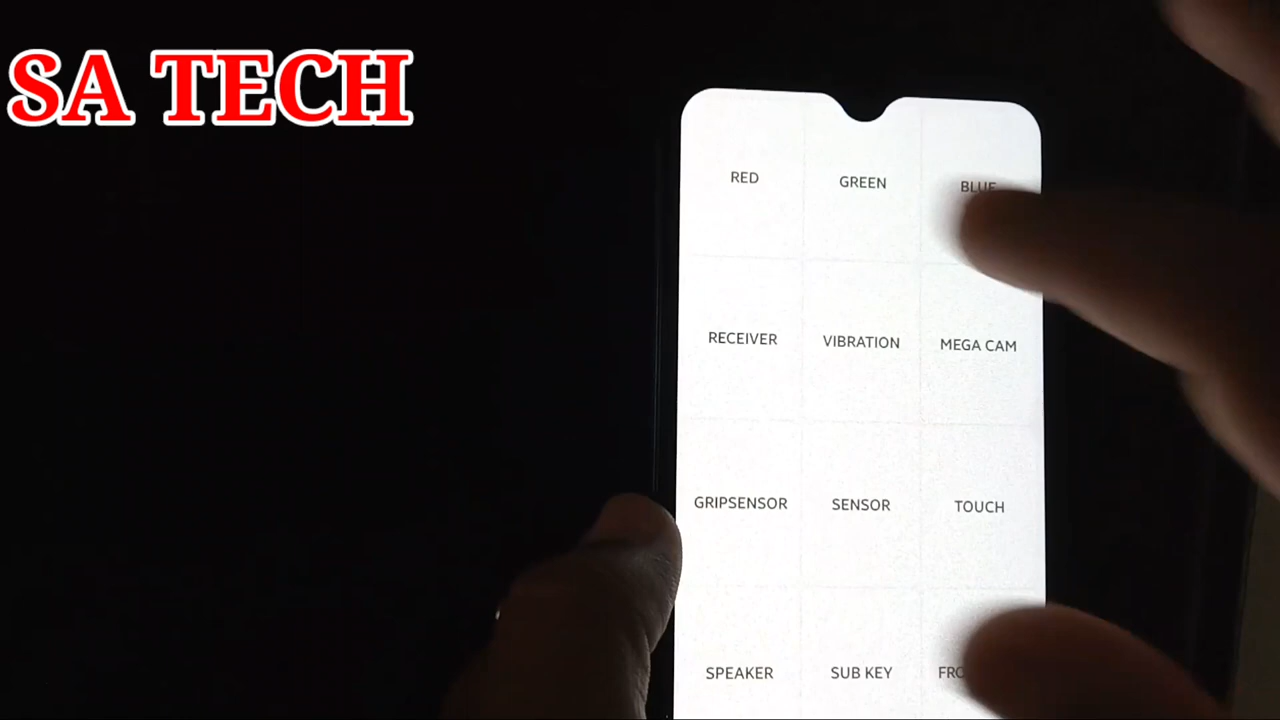 SA TECH
RED GREEN BLUE
RECEIVER VIBRATION MEGA CAM
GRIPSENSOR SENSOR TOUCH
SPEAKER SUB KEY